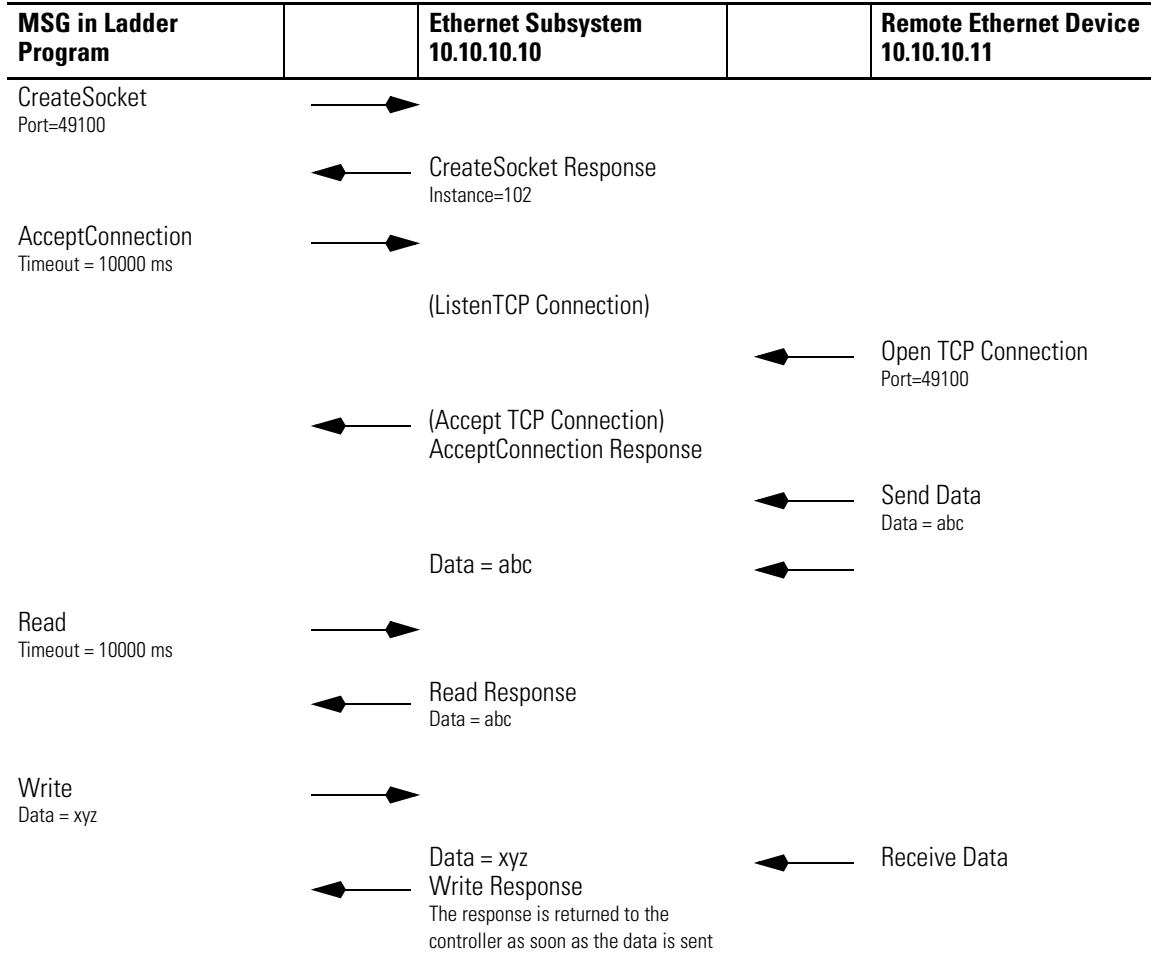 MSG in Ladder
Program
Ethernet Subsystem
10.10.10.10
Remote Ethernet Device
10.10.10.11
CreateSocket
Port=49100
CreateSocket Response
Instance=102
AcceptConnection
Timeout = 10000 ms
(ListenTCP Connection)
Open TCP Connection
Port=49100
(Accept TCP Connection)
AcceptConnection Response
Send Data
Data = abc
Data = abc
Read
Timeout = 10000 ms
Read Response
Data = abc
Write
Data = xyz
Data = xyz
Receive Data
Write Response
The response is returned to the
controller as soon as the data is sent